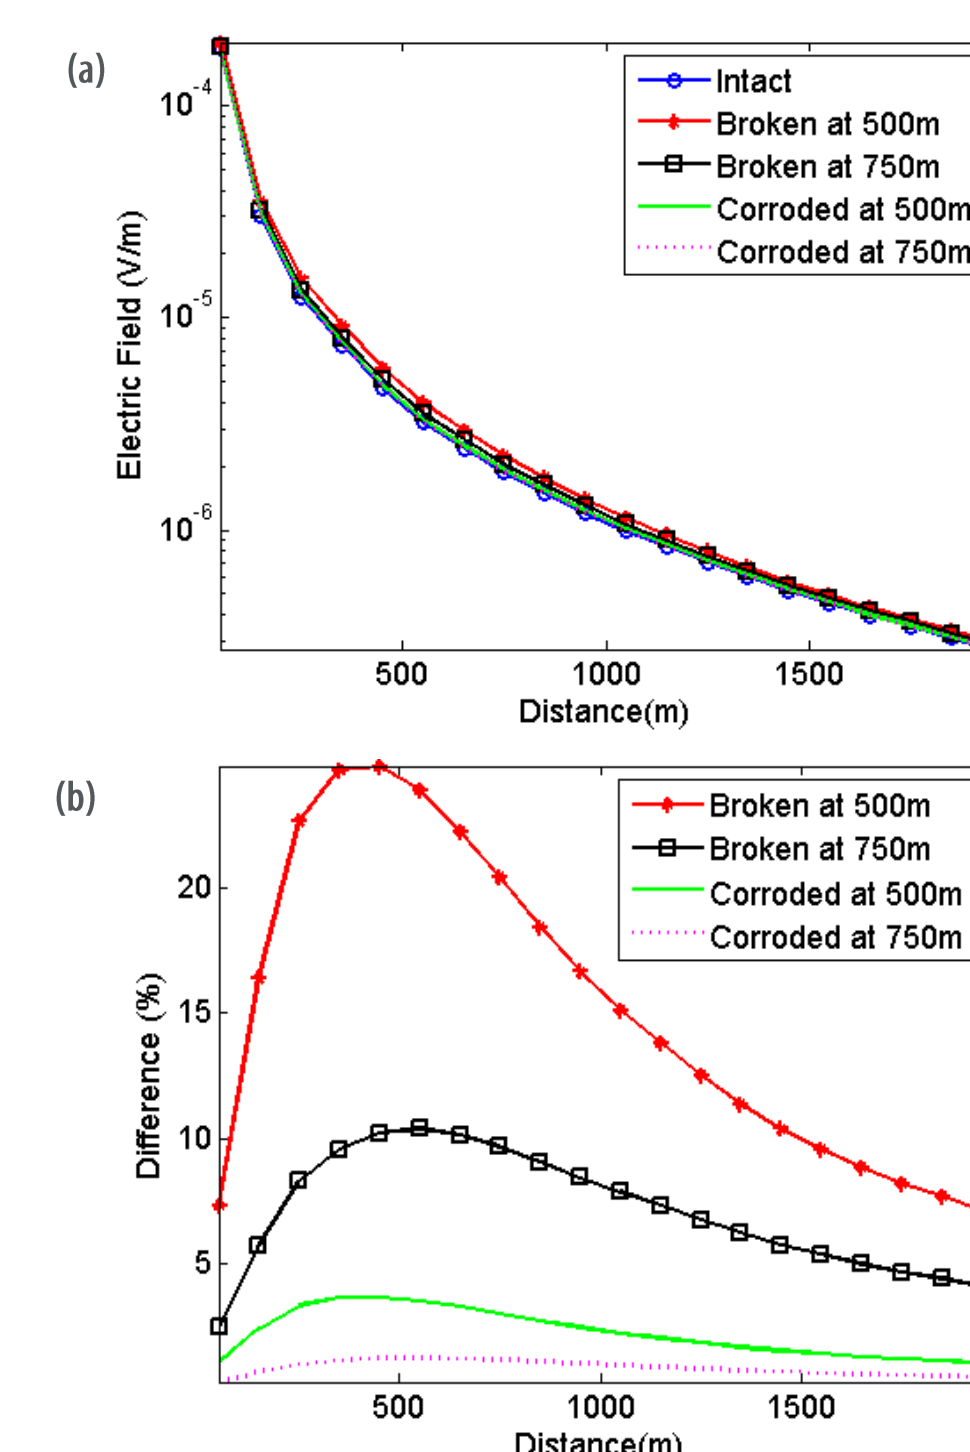 (a)
10-4
10-5
10-6
Electric Field (V/m)
Intact
Broken at 500m
Broken at 750m
Corroded at 500m
Corroded at 750m
500 1000 1500
Distance(m)
(b)
20
15
10
5
Difference (%)
Broken at 500m
Broken at 750m
Corroded at 500m
Corroded at 750m
500 1000 1500
Distance(m)